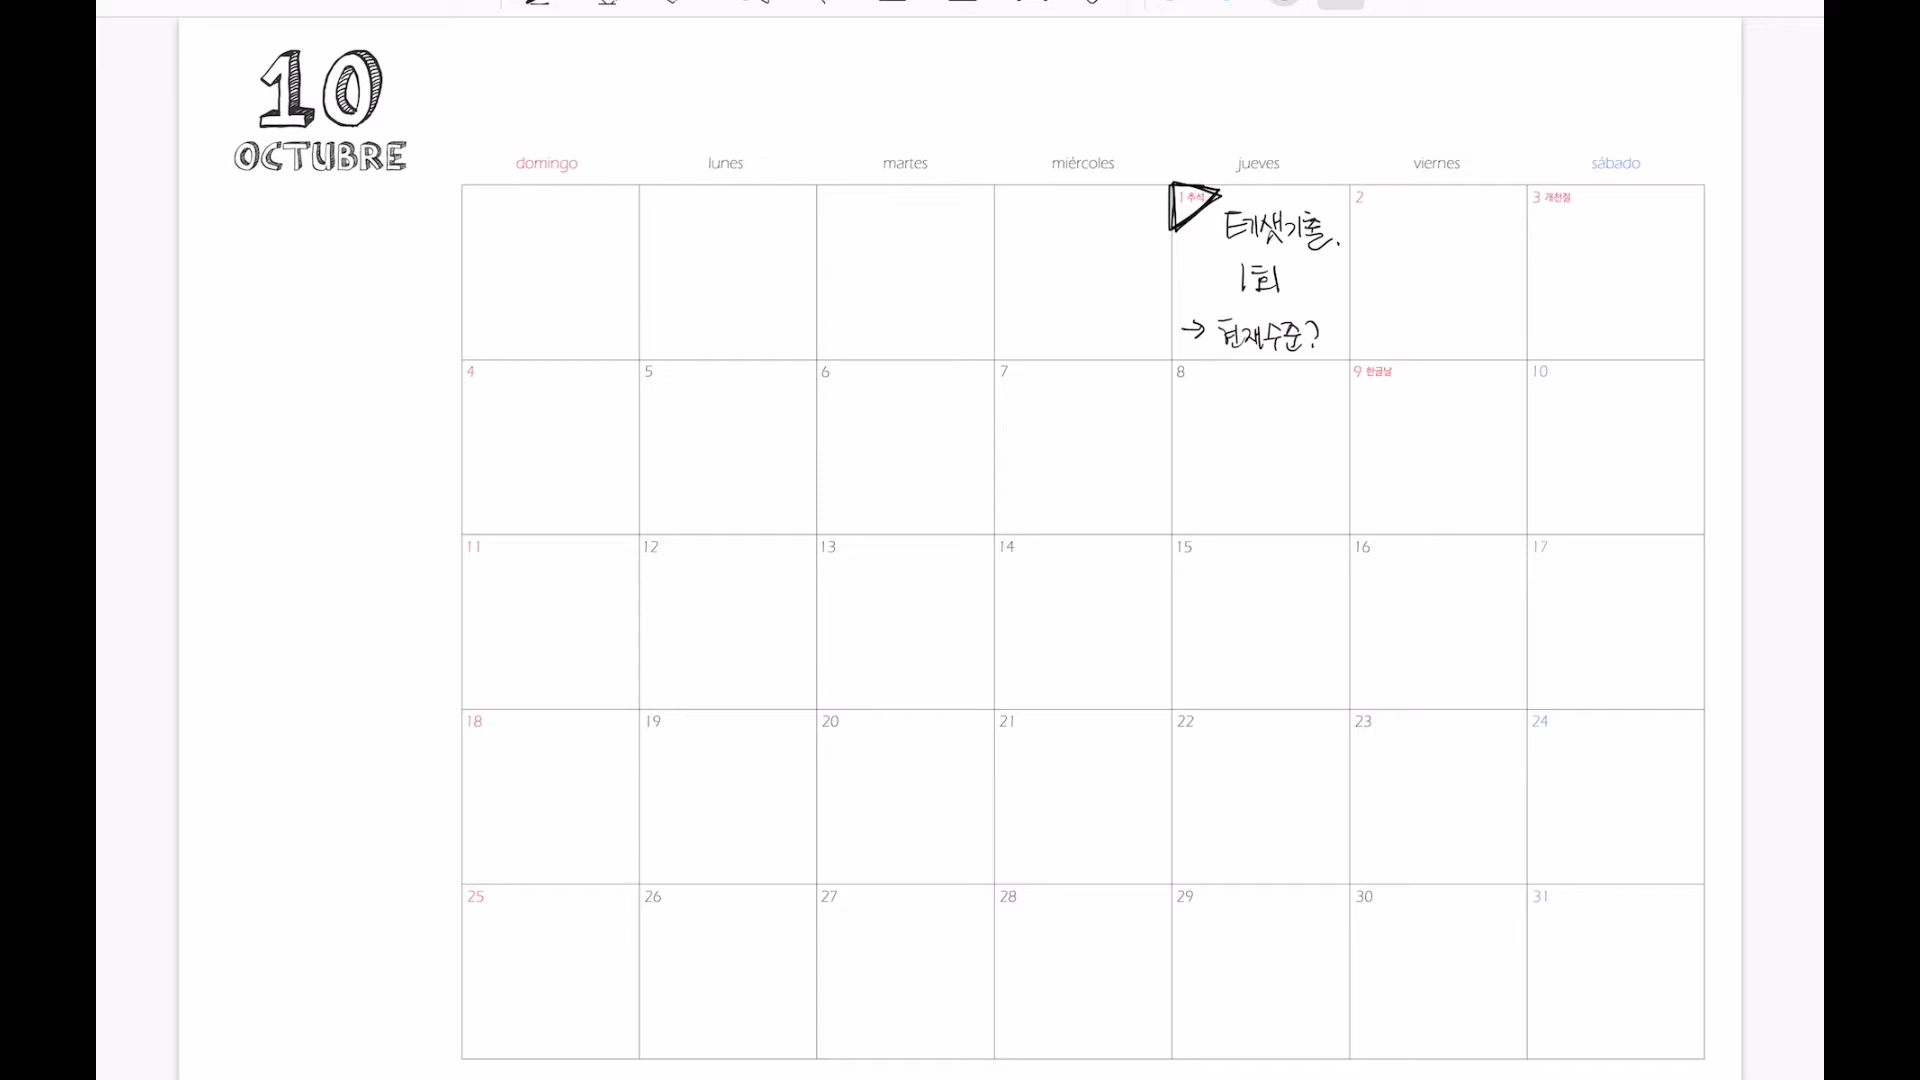 10
OCTUBRE
domingo lunes martes miércoles jueves viernes sábado
1 추석 2 3 개천절
테샛기출.
1회
→ 현재수준?
4 5 6 7 8 9 한글날 10
11 12 13 14 15 16 17
18 19 20 21 22 23 24
25 26 27 28 29 30 31